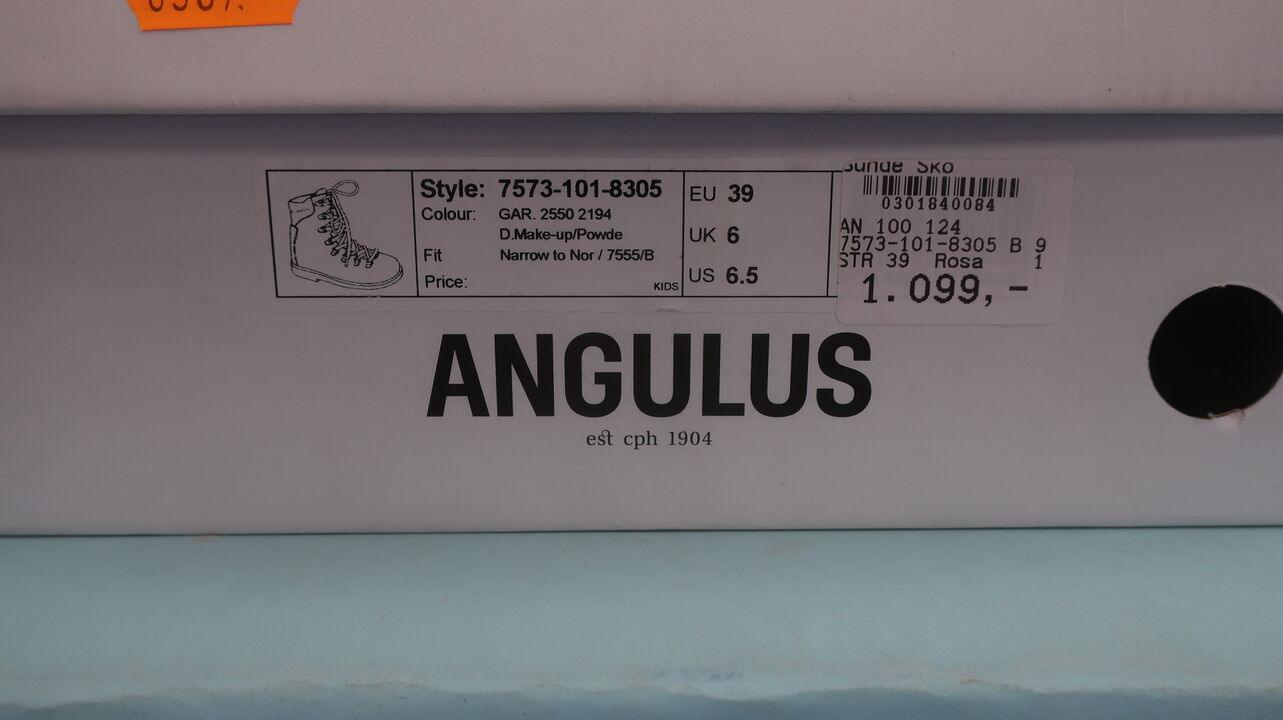 Style: 7573-101-8305
Colour: GAR. 2550 2194
D.Make-up/Powde
Fit Narrow to Nor / 7555/B
Price:
KIDS
EU 39
UK 6
US 6.5
Sunde Sko
0301840084
AN 100 124
7573-101-8305 B 9
STR 39 Rosa 1
1.099,-
ANGULUS
est cph 1904